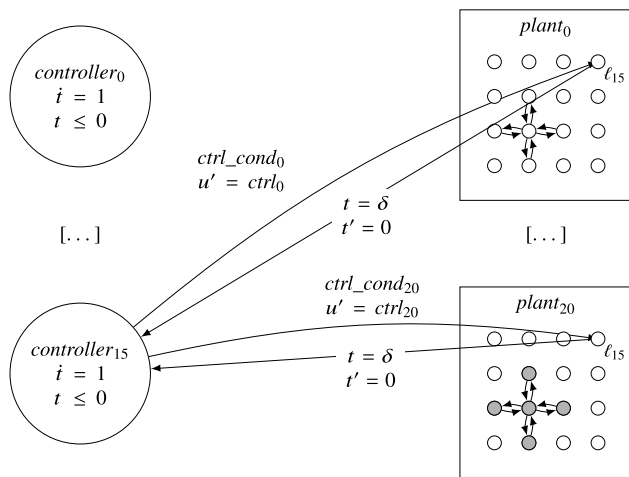 controller₀
ṫ = 1
t ≤ 0
plant₀
ℓ₁₅
ctrl_cond₀
u′ = ctrl₀
t = δ
t′ = 0
[...]
[...]
ctrl_cond₂₀
u′ = ctrl₂₀
controller₁₅
ṫ = 1
t ≤ 0
t = δ
t′ = 0
plant₂₀
ℓ₁₅